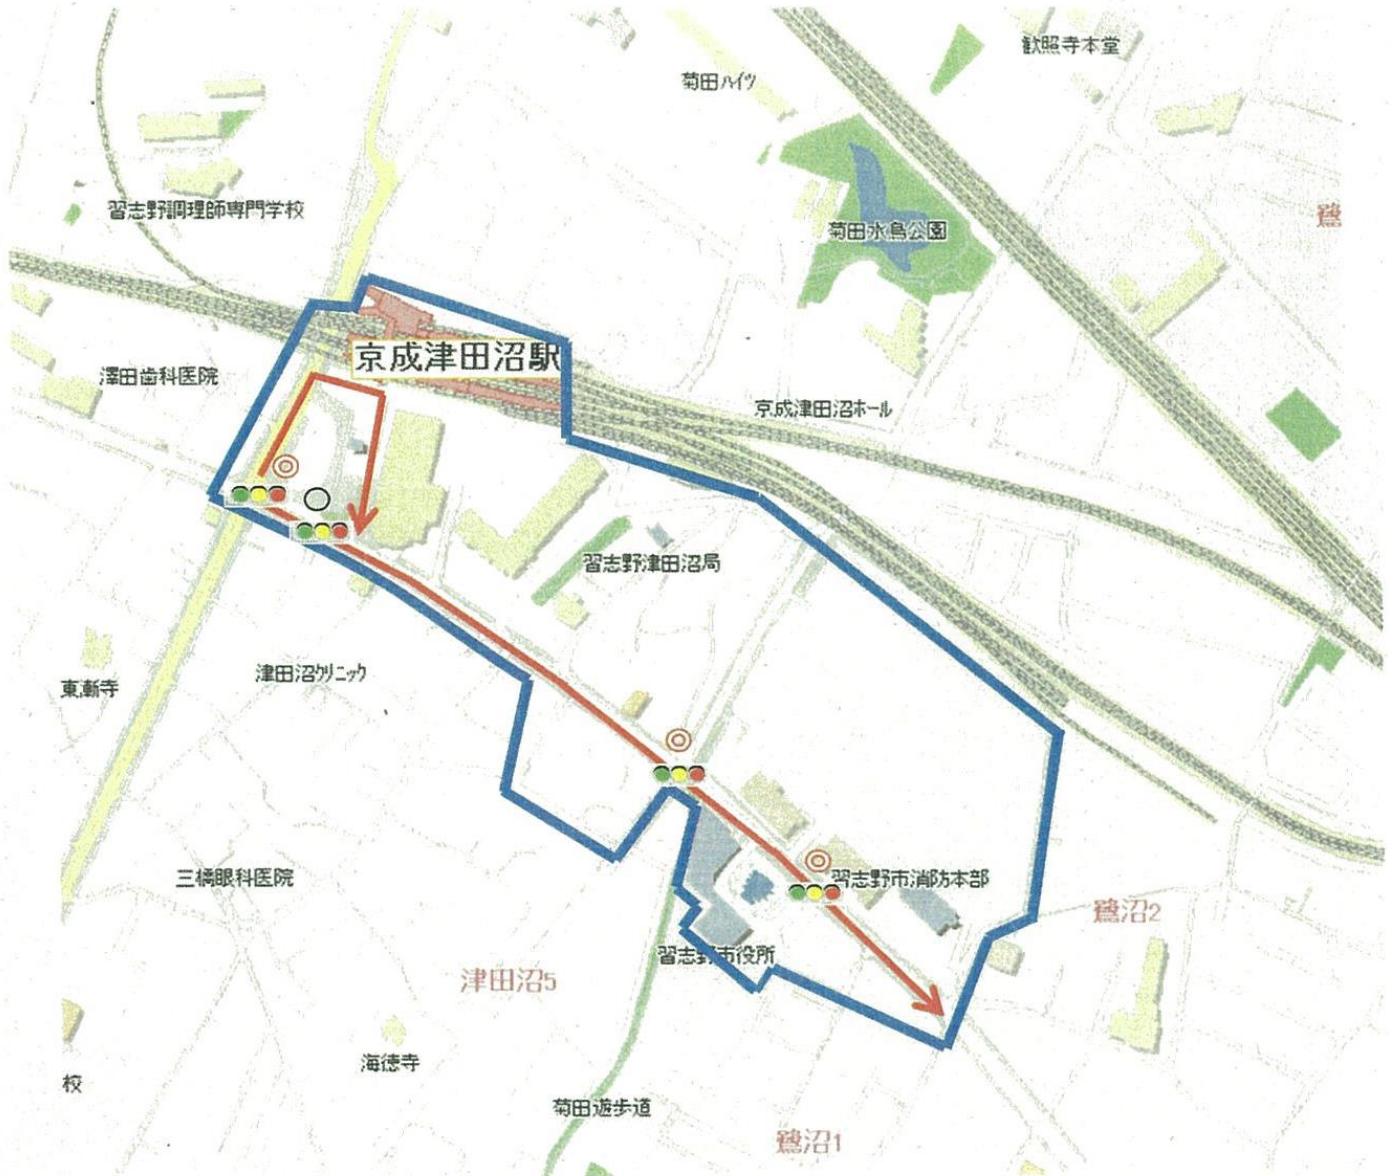 歓照寺本堂
菊田ハイツ
習志野調理師専門学校
鷺
菊田水鳥公園
京成津田沼駅
澤田歯科医院
京成津田沼ホール
習志野津田沼局
津田沼クリニック
東漸寺
三橋眼科医院
習志野市消防本部
鷺沼2
習志野市役所
津田沼5
海徳寺
校
菊田遊歩道
鷺沼1